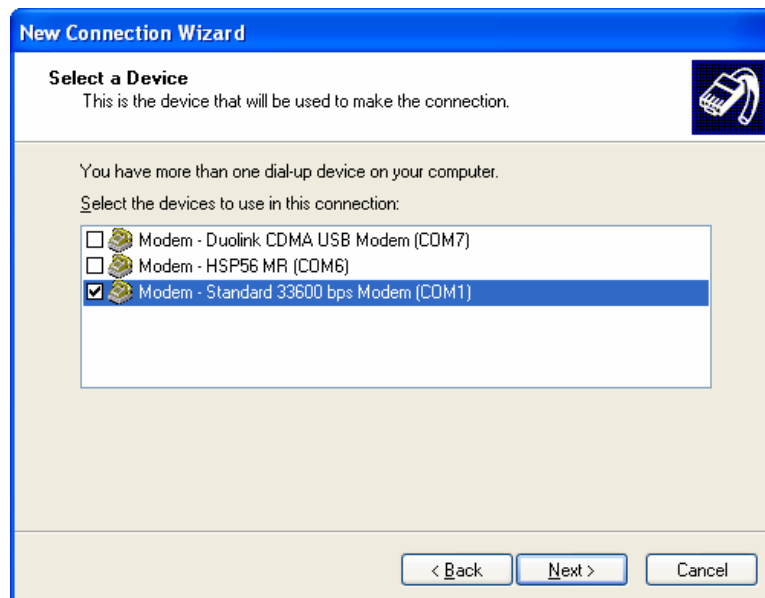 New Connection Wizard
Select a Device
This is the device that will be used to make the connection.
You have more than one dial-up device on your computer.
Select the devices to use in this connection:
Modem - Duolink CDMA USB Modem (COM7)
Modem - HSP56 MR (COM6)
Modem - Standard 33600 bps Modem (COM1)
< Back Next > Cancel